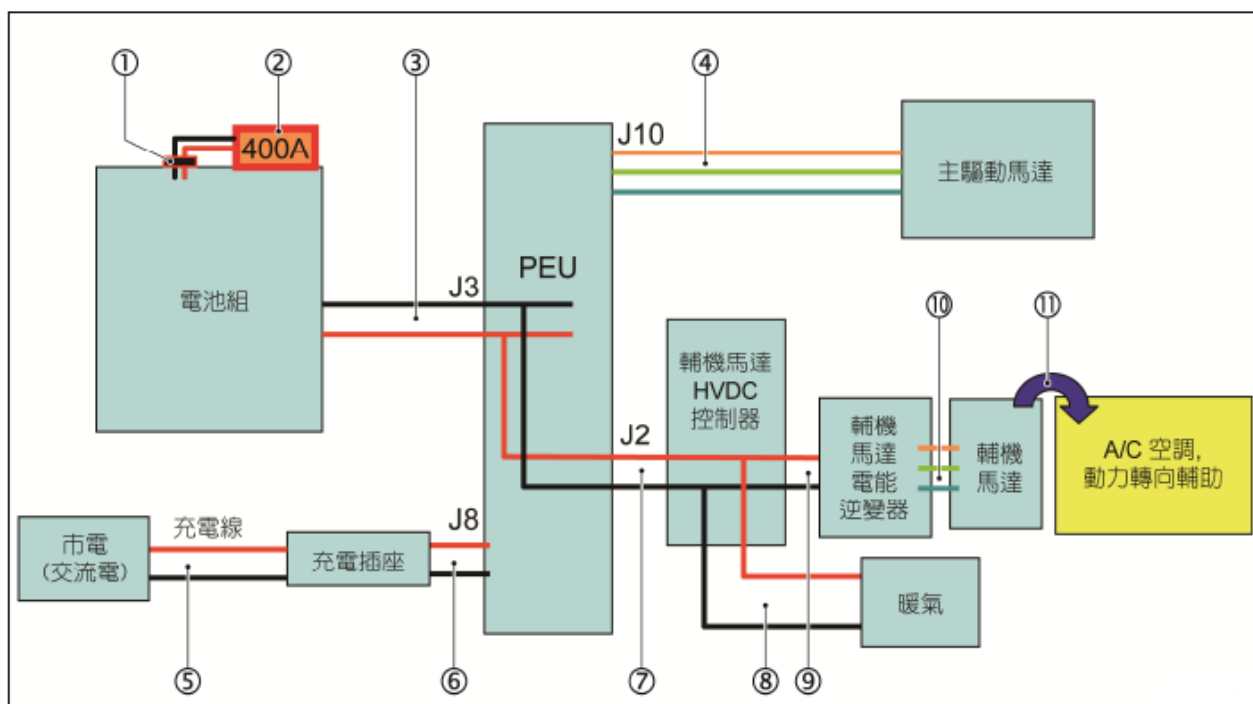 ① ② ③ ④
400A
J10
主驅動馬達
PEU
電池組
J3
⑩ ⑪
輔機馬達
HVDC
控制器
J2
輔機
馬達
電能
逆變器
輔機
馬達
A/C 空調,
動力轉向輔助
充電線
J8
市電
(交流電)
充電插座
暖氣
⑤ ⑥ ⑦ ⑧ ⑨